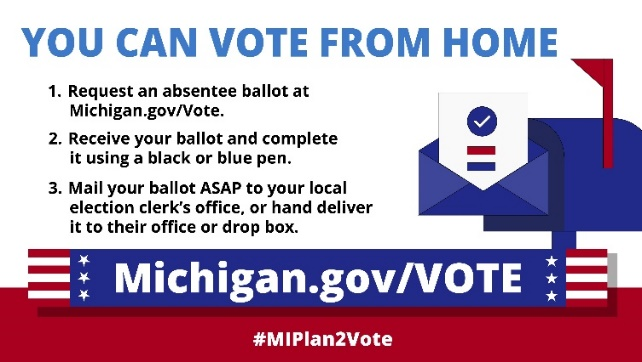 YOU CAN VOTE FROM HOME
1. Request an absentee ballot at
Michigan.gov/Vote.
2. Receive your ballot and complete
it using a black or blue pen.
3. Mail your ballot ASAP to your local
election clerk's office, or hand deliver
it to their office or drop box.
Michigan.gov/VOTE
#MIPlan2Vote